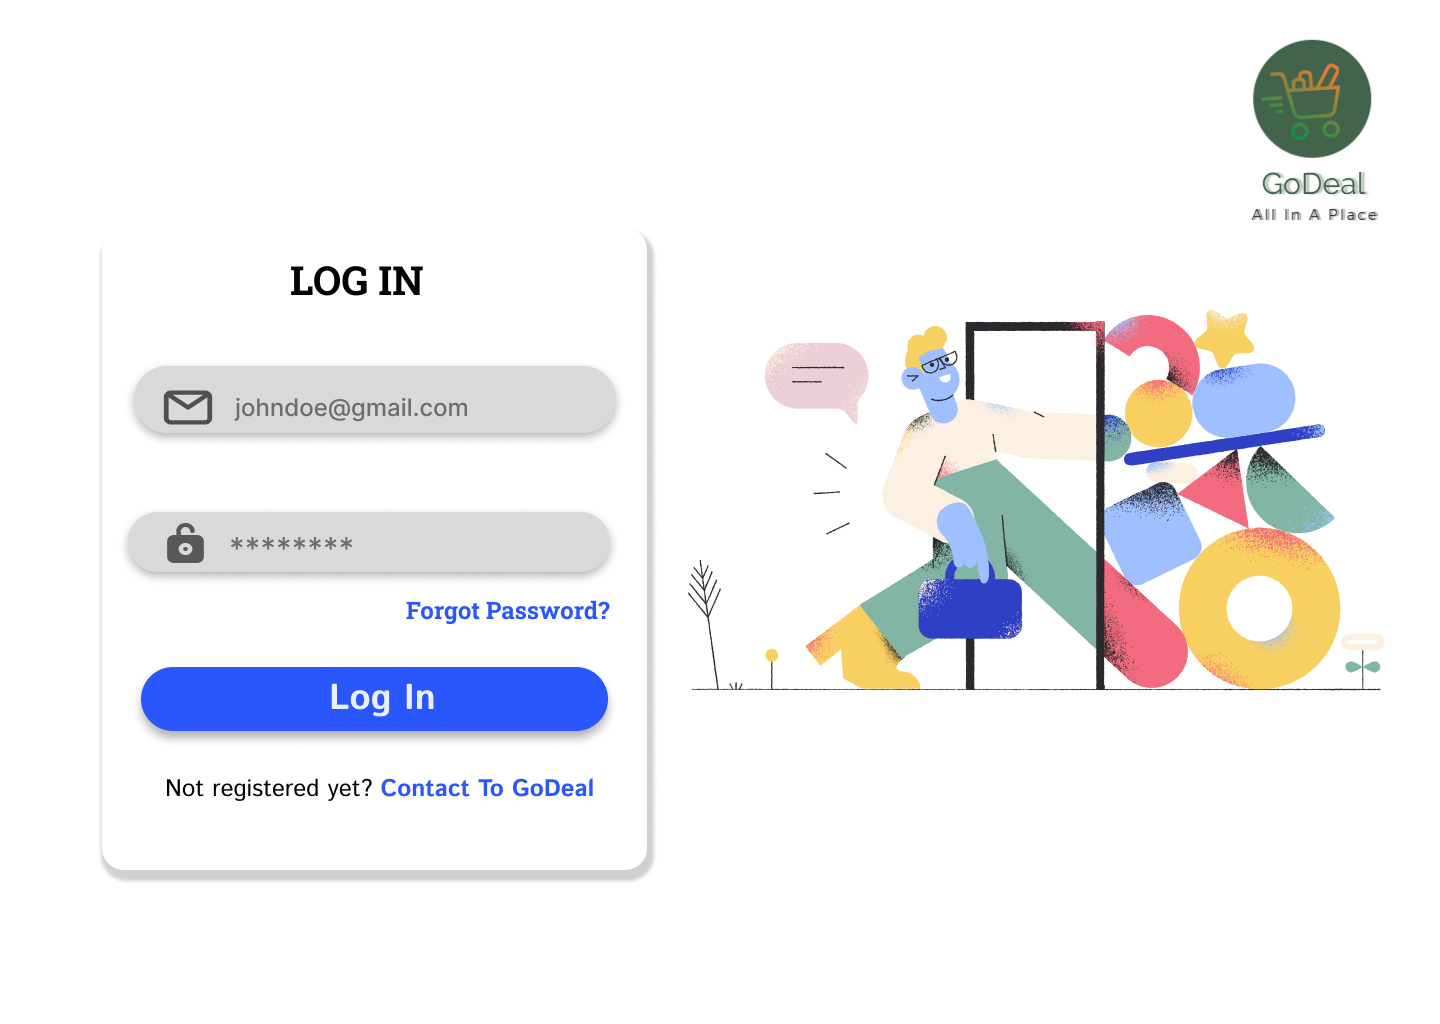 GoDeal
All In A Place
LOG IN
johndoe@gmail.com
********
Forgot Password?
Log In
Not registered yet? Contact To GoDeal